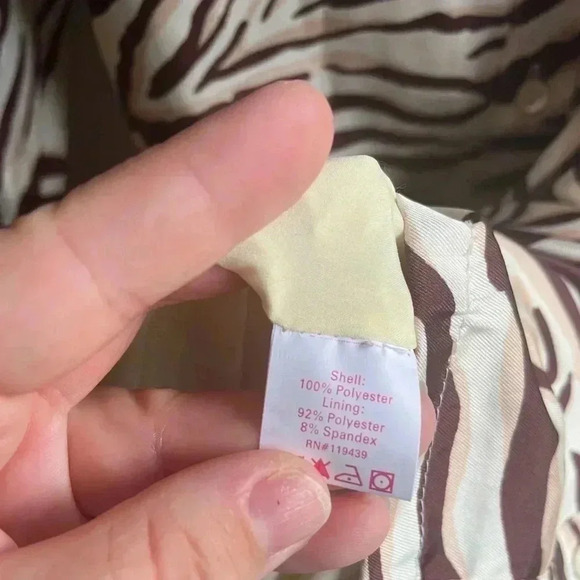 Shell:
100% Polyester
Lining:
92% Polyester
8% Spandex
RN#119439